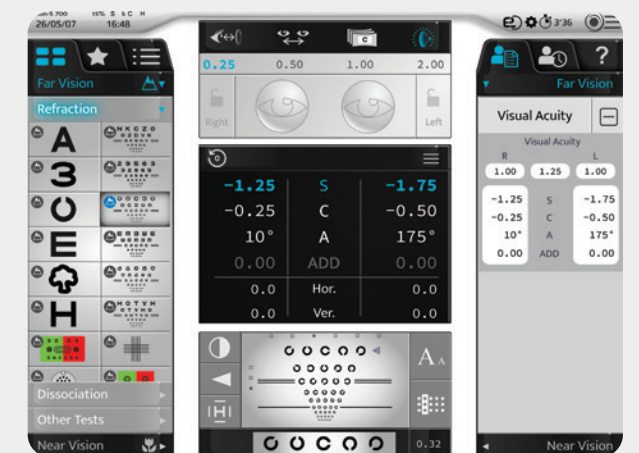 26/05/07 16:48
3'36
Far Vision
Refraction
A
3
E
H
N K C Z O
H O T V H
Dissociation
Other Tests
Near Vision
0.25 0.50 1.00 2.00
Right Left
-1.25 S -1.75
-0.25 C -0.50
10° A 175°
0.00 ADD 0.00
0.0 Hor. 0.0
0.0 Ver. 0.0
A A
H
0.32
?
Far Vision
Visual Acuity
Visual Acuity
R L
1.00 1.25 1.00
-1.25 S -1.75
-0.25 C -0.50
10° A 175°
0.00 ADD 0.00
Near Vision